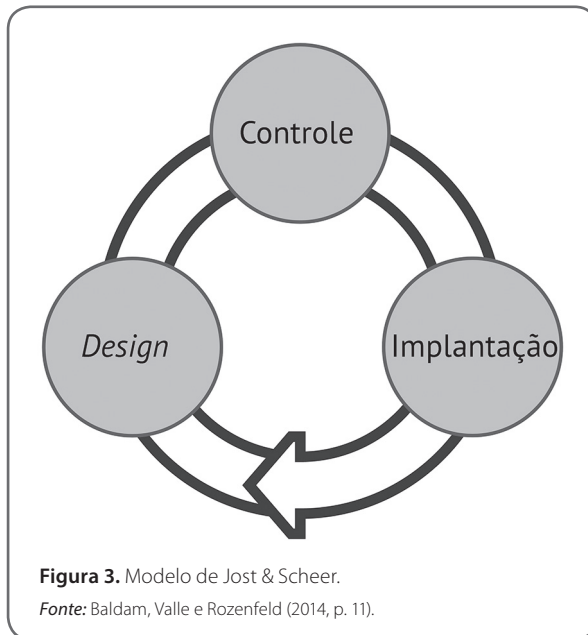 Controle
Design
Implantação
Figura 3. Modelo de Jost & Scheer.
Fonte: Baldam, Valle e Rozenfeld (2014, p. 11).